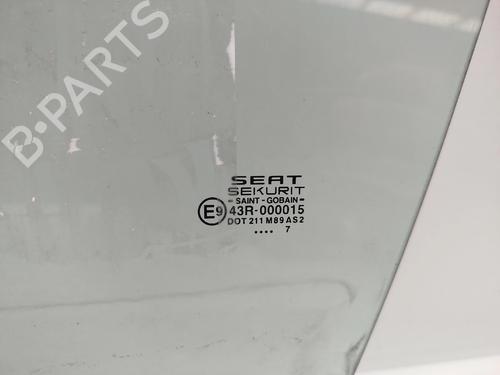 B-PARTS
SEAT
SEKURIT
- SAINT - GOBAIN -
E9 43R-000015
DOT 211 M89 AS2
.... 7